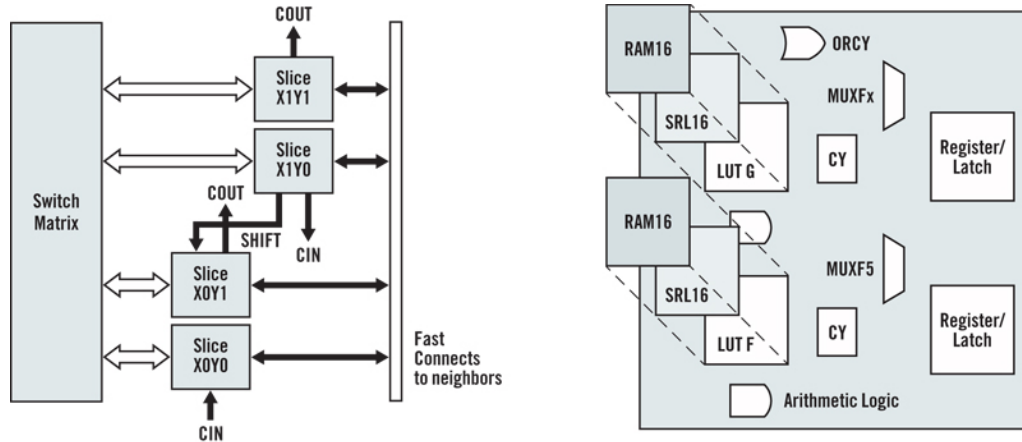 COUT
Slice
X1Y1
Slice
X1Y0
Switch
Matrix
COUT
SHIFT
CIN
Slice
X0Y1
Slice
X0Y0
CIN
Fast
Connects
to neighbors
RAM16
ORCY
MUXFx
SRL16
LUT G
CY
Register/
Latch
RAM16
MUXF5
SRL16
LUT F
CY
Register/
Latch
Arithmetic Logic